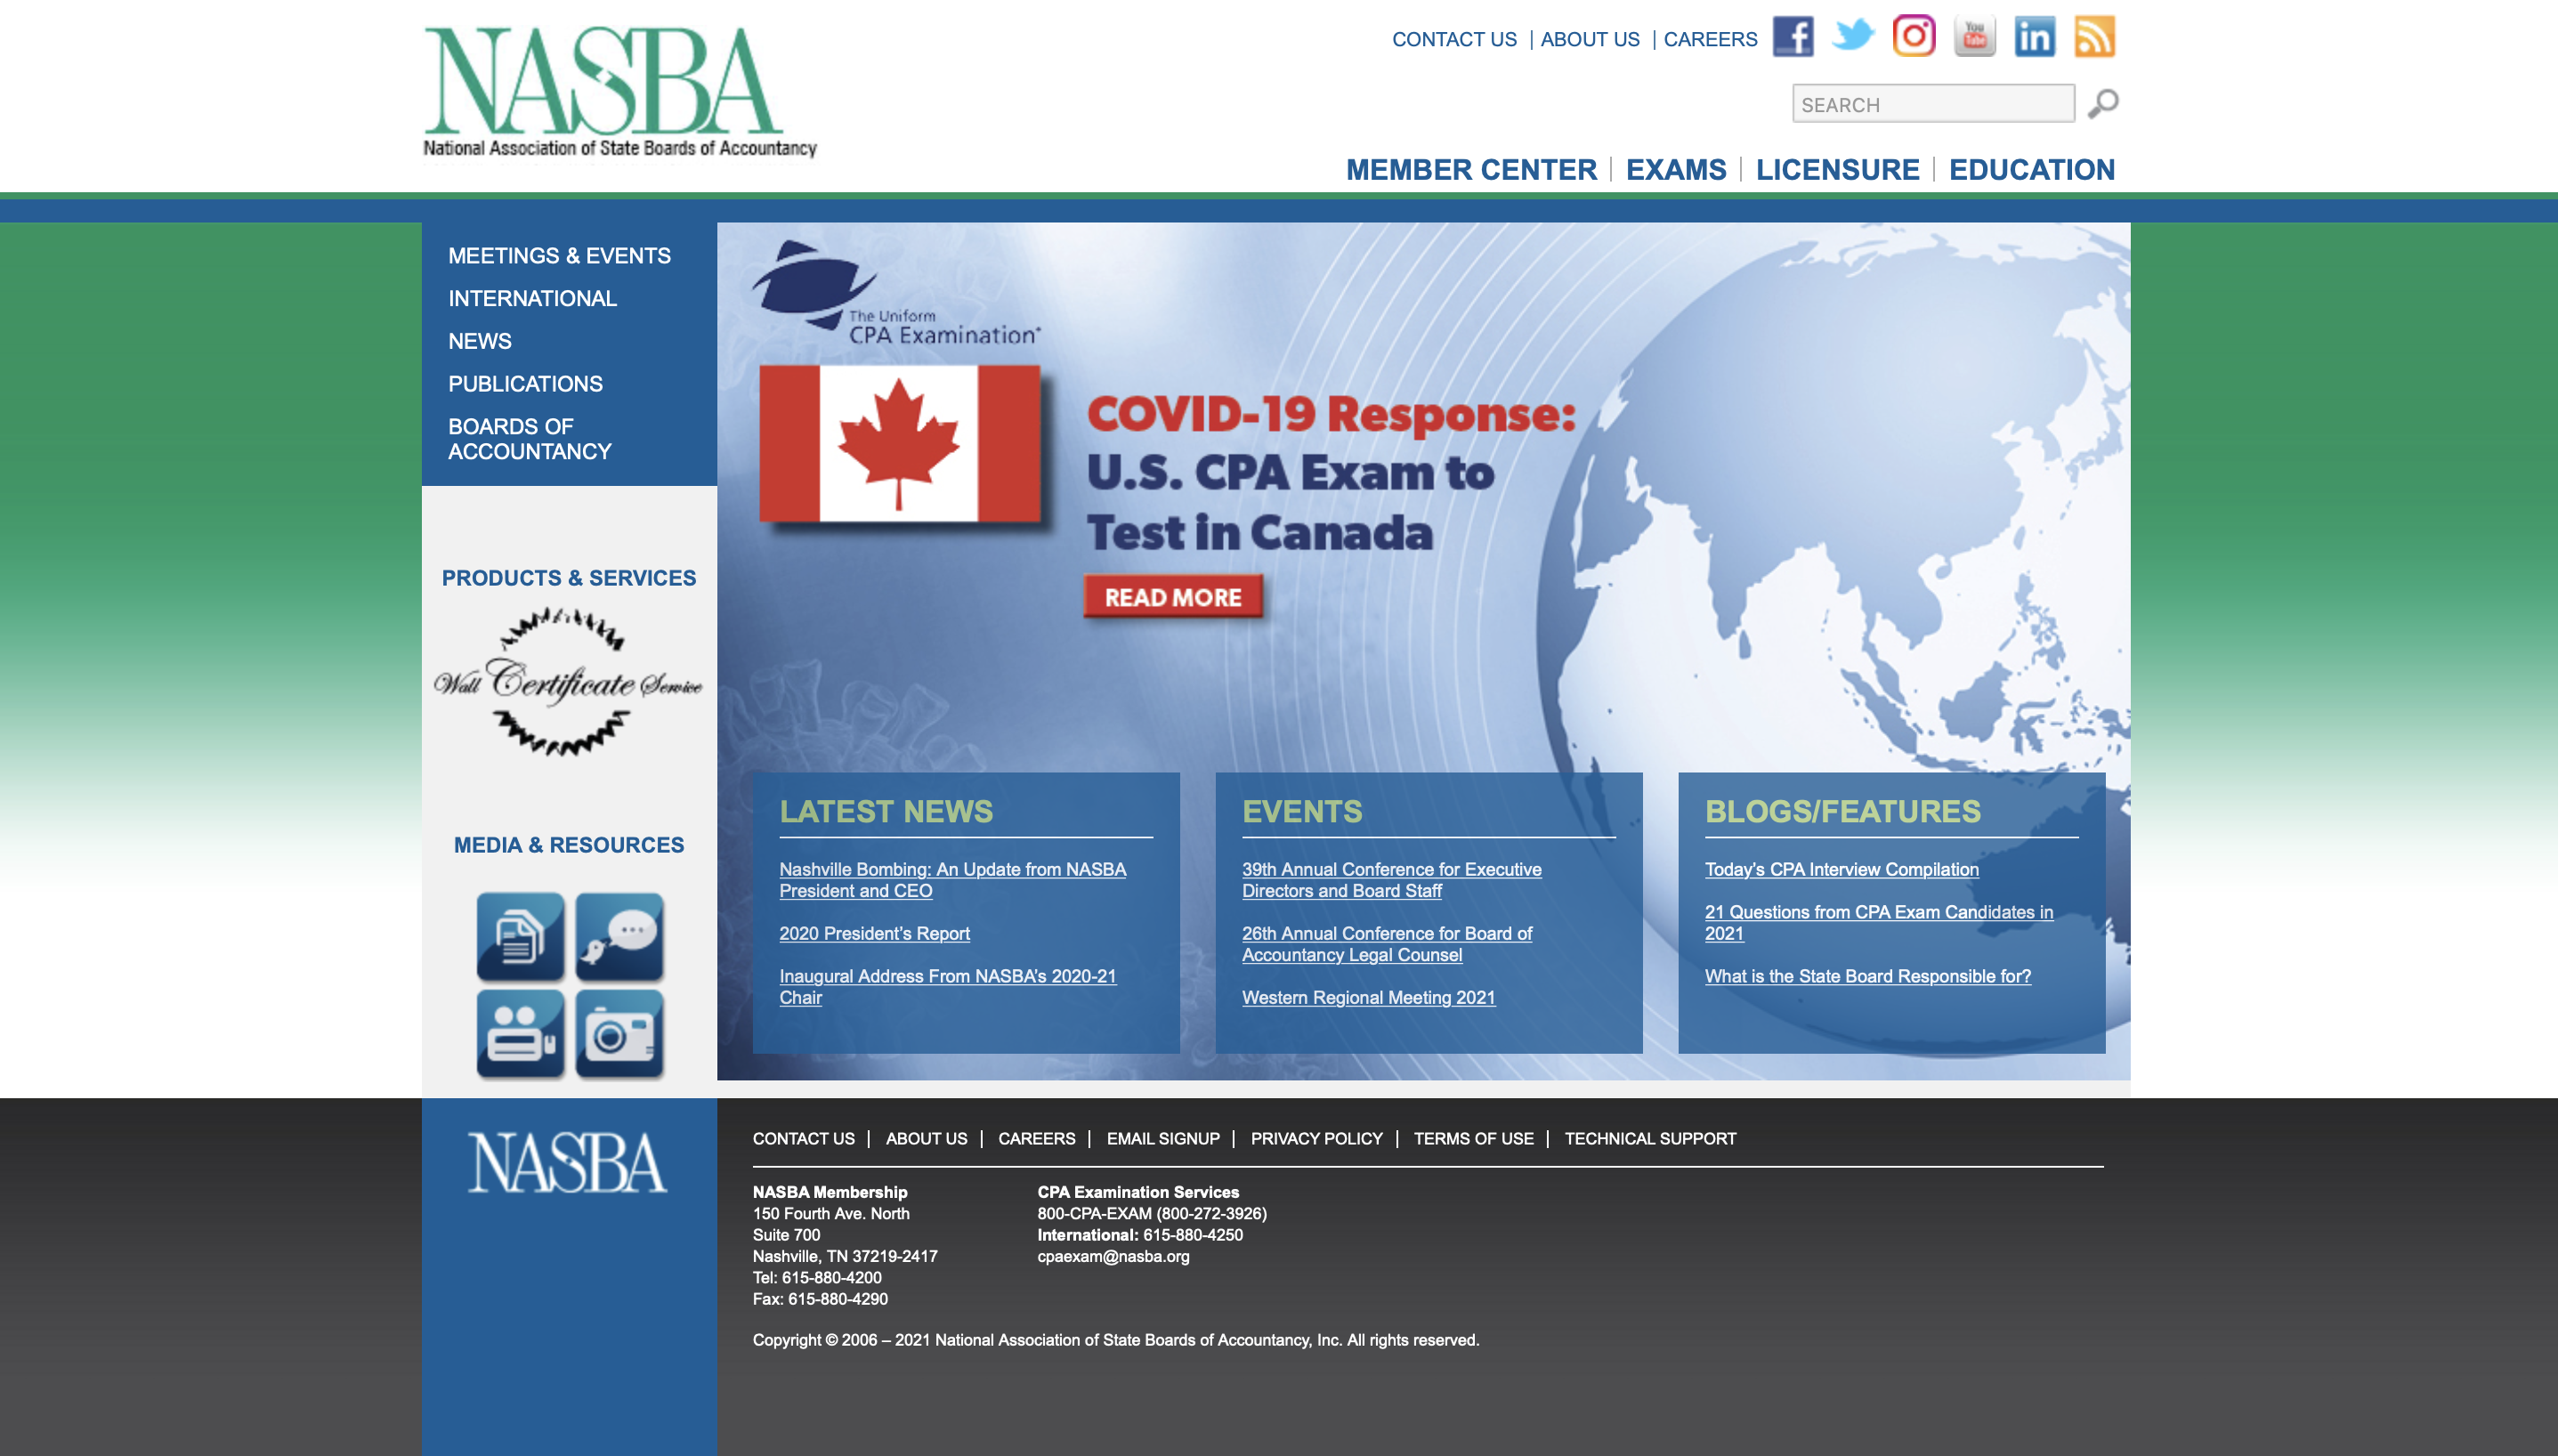 NASBA
National Association of State Boards of Accountancy
CONTACT US | ABOUT US | CAREERS
You
Tube
in
SEARCH
MEMBER CENTER | EXAMS | LICENSURE | EDUCATION
MEETINGS & EVENTS
INTERNATIONAL
NEWS
PUBLICATIONS
BOARDS OF
ACCOUNTANCY
PRODUCTS & SERVICES
Wall Certificate Service
MEDIA & RESOURCES
The Uniform
CPA Examination®
COVID-19 Response:
U.S. CPA Exam to
Test in Canada
READ MORE
LATEST NEWS
Nashville Bombing: An Update from NASBA
President and CEO
2020 President’s Report
Inaugural Address From NASBA’s 2020-21
Chair
EVENTS
39th Annual Conference for Executive
Directors and Board Staff
26th Annual Conference for Board of
Accountancy Legal Counsel
Western Regional Meeting 2021
BLOGS/FEATURES
Today’s CPA Interview Compilation
21 Questions from CPA Exam Candidates in
2021
What is the State Board Responsible for?
NASBA
CONTACT US | ABOUT US | CAREERS | EMAIL SIGNUP | PRIVACY POLICY | TERMS OF USE | TECHNICAL SUPPORT
NASBA Membership
150 Fourth Ave. North
Suite 700
Nashville, TN 37219-2417
Tel: 615-880-4200
Fax: 615-880-4290
CPA Examination Services
800-CPA-EXAM (800-272-3926)
International: 615-880-4250
cpaexam@nasba.org
Copyright © 2006 – 2021 National Association of State Boards of Accountancy, Inc. All rights reserved.